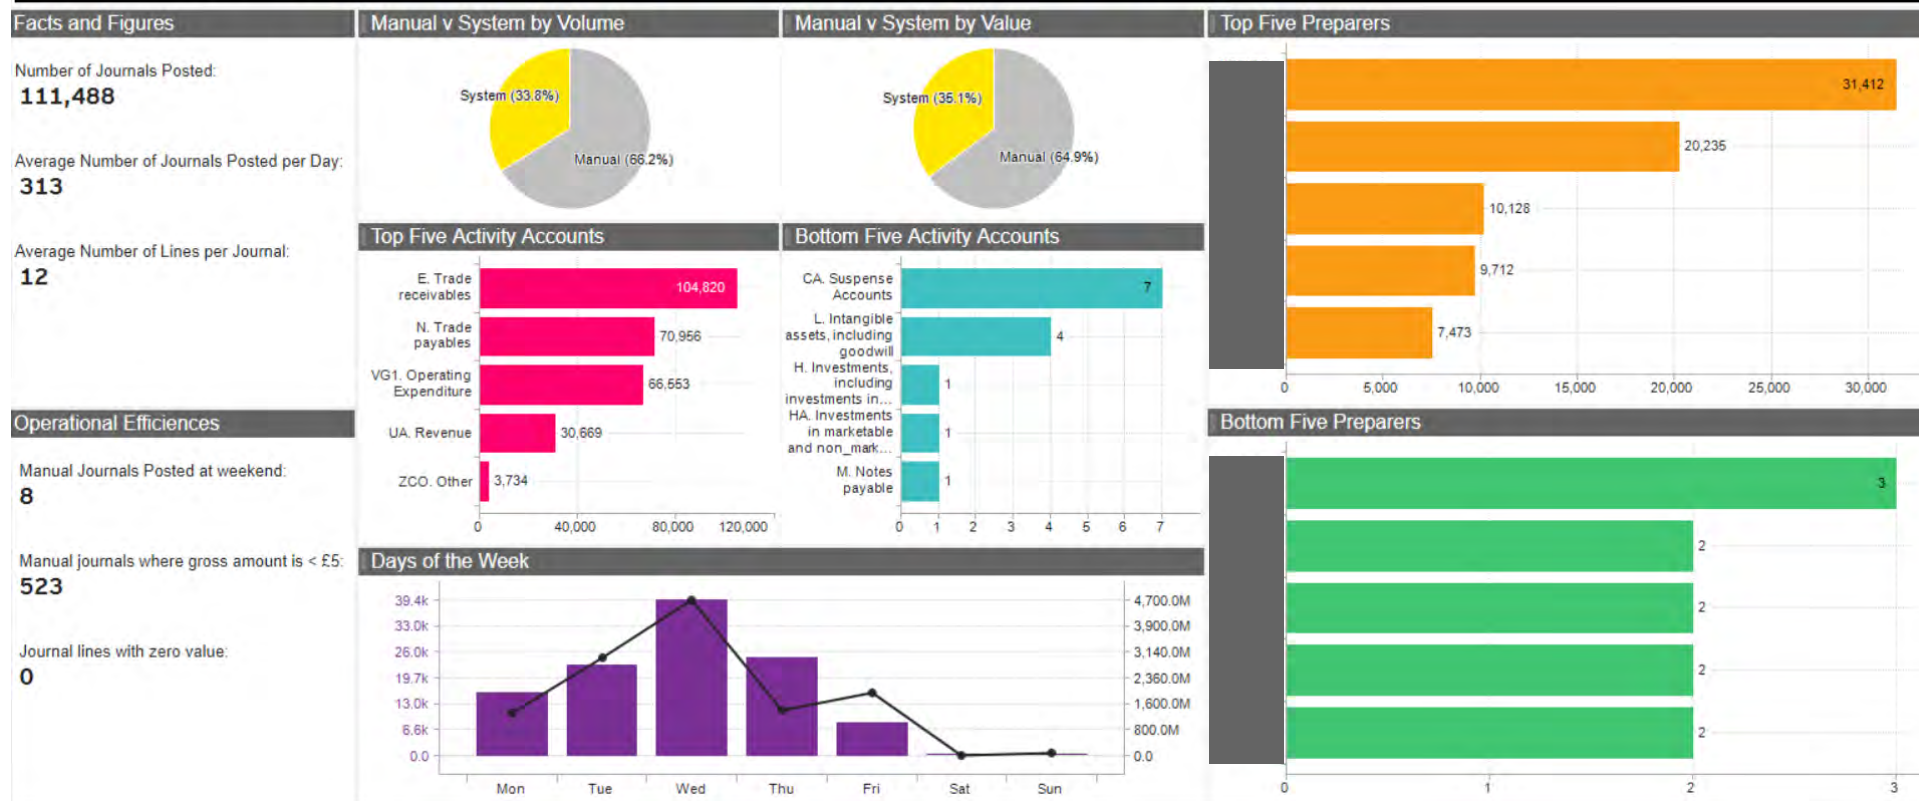 Facts and Figures
Number of Journals Posted:
111,488
Average Number of Journals Posted per Day:
313
Average Number of Lines per Journal:
12
Operational Efficiences
Manual Journals Posted at weekend:
8
Manual journals where gross amount is < £5:
523
Journal lines with zero value:
0
Manual v System by Volume
System (33.8%)
Manual (66.2%)
Manual v System by Value
System (35.1%)
Manual (64.9%)
Top Five Activity Accounts
E. Trade
receivables
104,820
N. Trade
payables
70,956
VG1. Operating
Expenditure
66,553
UA. Revenue
30,669
ZCO. Other
3,734
0 40,000 80,000 120,000
Bottom Five Activity Accounts
CA. Suspense
Accounts
7
L. Intangible
assets, including
goodwill
4
H. Investments,
including
investments in...
1
HA. Investments
in marketable
and non_mark...
1
M. Notes
payable
1
0 1 2 3 4 5 6 7
Days of the Week
39.4k 4,700.0M
33.0k 3,900.0M
26.0k 3,140.0M
19.7k 2,360.0M
13.0k 1,600.0M
6.6k 800.0M
0.0 0.0
Mon Tue Wed Thu Fri Sat Sun
Top Five Preparers
31,412
20,235
10,128
9,712
7,473
0 5,000 10,000 15,000 20,000 25,000 30,000
Bottom Five Preparers
3
2
2
2
2
0 1 2 3